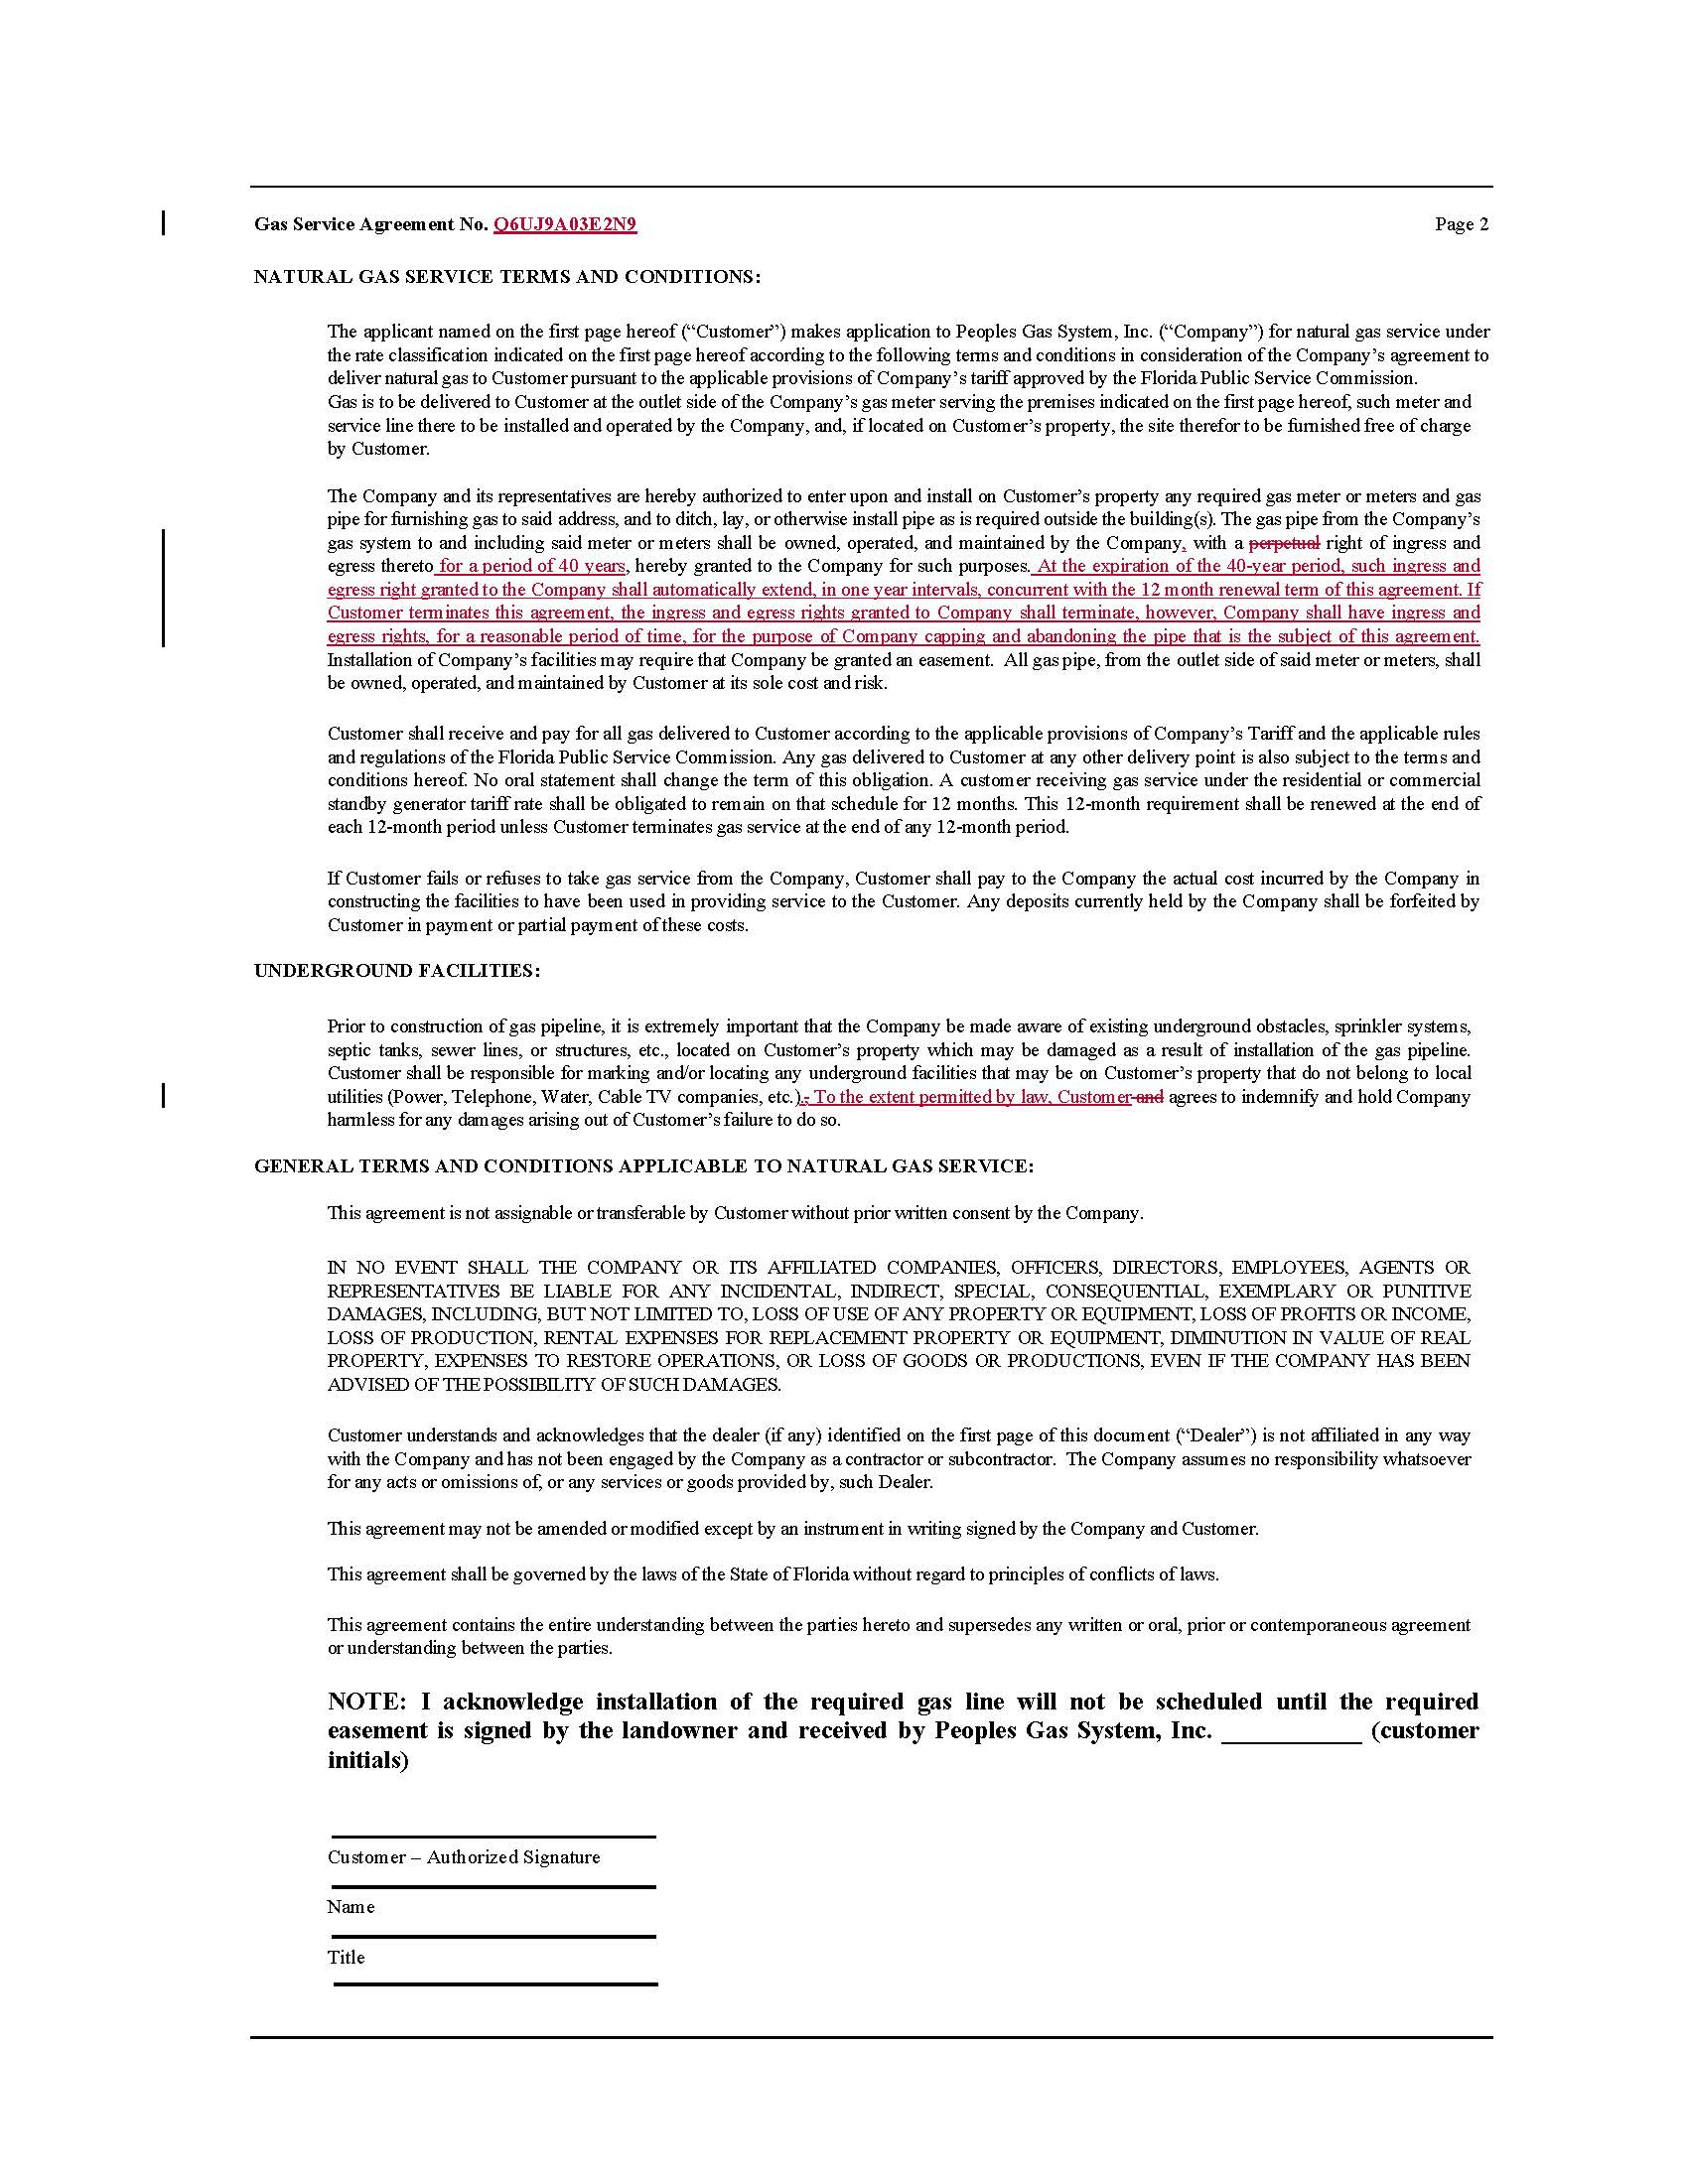 Gas Service Agreement No. Q6UJ9A03E2N9 Page 2
NATURAL GAS SERVICE TERMS AND CONDITIONS:
The applicant named on the first page hereof (“Customer”) makes application to Peoples Gas System, Inc. (“Company”) for natural gas service under
the rate classification indicated on the first page hereof according to the following terms and conditions in consideration of the Company’s agreement to
deliver natural gas to Customer pursuant to the applicable provisions of Company’s tariff approved by the Florida Public Service Commission.
Gas is to be delivered to Customer at the outlet side of the Company’s gas meter serving the premises indicated on the first page hereof, such meter and
service line there to be installed and operated by the Company, and, if located on Customer’s property, the site therefor to be furnished free of charge
by Customer.
The Company and its representatives are hereby authorized to enter upon and install on Customer’s property any required gas meter or meters and gas
pipe for furnishing gas to said address, and to ditch, lay, or otherwise install pipe as is required outside the building(s). The gas pipe from the Company’s
gas system to and including said meter or meters shall be owned, operated, and maintained by the Company, with a perpetual right of ingress and
egress thereto for a period of 40 years, hereby granted to the Company for such purposes. At the expiration of the 40-year period, such ingress and
egress right granted to the Company shall automatically extend, in one year intervals, concurrent with the 12 month renewal term of this agreement. If
Customer terminates this agreement, the ingress and egress rights granted to Company shall terminate, however, Company shall have ingress and
egress rights, for a reasonable period of time, for the purpose of Company capping and abandoning the pipe that is the subject of this agreement.
Installation of Company’s facilities may require that Company be granted an easement. All gas pipe, from the outlet side of said meter or meters, shall
be owned, operated, and maintained by Customer at its sole cost and risk.
Customer shall receive and pay for all gas delivered to Customer according to the applicable provisions of Company’s Tariff and the applicable rules
and regulations of the Florida Public Service Commission. Any gas delivered to Customer at any other delivery point is also subject to the terms and
conditions hereof. No oral statement shall change the term of this obligation. A customer receiving gas service under the residential or commercial
standby generator tariff rate shall be obligated to remain on that schedule for 12 months. This 12-month requirement shall be renewed at the end of
each 12-month period unless Customer terminates gas service at the end of any 12-month period.
If Customer fails or refuses to take gas service from the Company, Customer shall pay to the Company the actual cost incurred by the Company in
constructing the facilities to have been used in providing service to the Customer. Any deposits currently held by the Company shall be forfeited by
Customer in payment or partial payment of these costs.
UNDERGROUND FACILITIES:
Prior to construction of gas pipeline, it is extremely important that the Company be made aware of existing underground obstacles, sprinkler systems,
septic tanks, sewer lines, or structures, etc., located on Customer’s property which may be damaged as a result of installation of the gas pipeline.
Customer shall be responsible for marking and/or locating any underground facilities that may be on Customer’s property that do not belong to local
utilities (Power, Telephone, Water, Cable TV companies, etc.)., To the extent permitted by law, Customer and agrees to indemnify and hold Company
harmless for any damages arising out of Customer’s failure to do so.
GENERAL TERMS AND CONDITIONS APPLICABLE TO NATURAL GAS SERVICE:
This agreement is not assignable or transferable by Customer without prior written consent by the Company.
IN NO EVENT SHALL THE COMPANY OR ITS AFFILIATED COMPANIES, OFFICERS, DIRECTORS, EMPLOYEES, AGENTS OR
REPRESENTATIVES BE LIABLE FOR ANY INCIDENTAL, INDIRECT, SPECIAL, CONSEQUENTIAL, EXEMPLARY OR PUNITIVE
DAMAGES, INCLUDING, BUT NOT LIMITED TO, LOSS OF USE OF ANY PROPERTY OR EQUIPMENT, LOSS OF PROFITS OR INCOME,
LOSS OF PRODUCTION, RENTAL EXPENSES FOR REPLACEMENT PROPERTY OR EQUIPMENT, DIMINUTION IN VALUE OF REAL
PROPERTY, EXPENSES TO RESTORE OPERATIONS, OR LOSS OF GOODS OR PRODUCTIONS, EVEN IF THE COMPANY HAS BEEN
ADVISED OF THE POSSIBILITY OF SUCH DAMAGES.
Customer understands and acknowledges that the dealer (if any) identified on the first page of this document (“Dealer”) is not affiliated in any way
with the Company and has not been engaged by the Company as a contractor or subcontractor. The Company assumes no responsibility whatsoever
for any acts or omissions of, or any services or goods provided by, such Dealer.
This agreement may not be amended or modified except by an instrument in writing signed by the Company and Customer.
This agreement shall be governed by the laws of the State of Florida without regard to principles of conflicts of laws.
This agreement contains the entire understanding between the parties hereto and supersedes any written or oral, prior or contemporaneous agreement
or understanding between the parties.
NOTE: I acknowledge installation of the required gas line will not be scheduled until the required
easement is signed by the landowner and received by Peoples Gas System, Inc. ___________ (customer
initials)
Customer – Authorized Signature
Name
Title